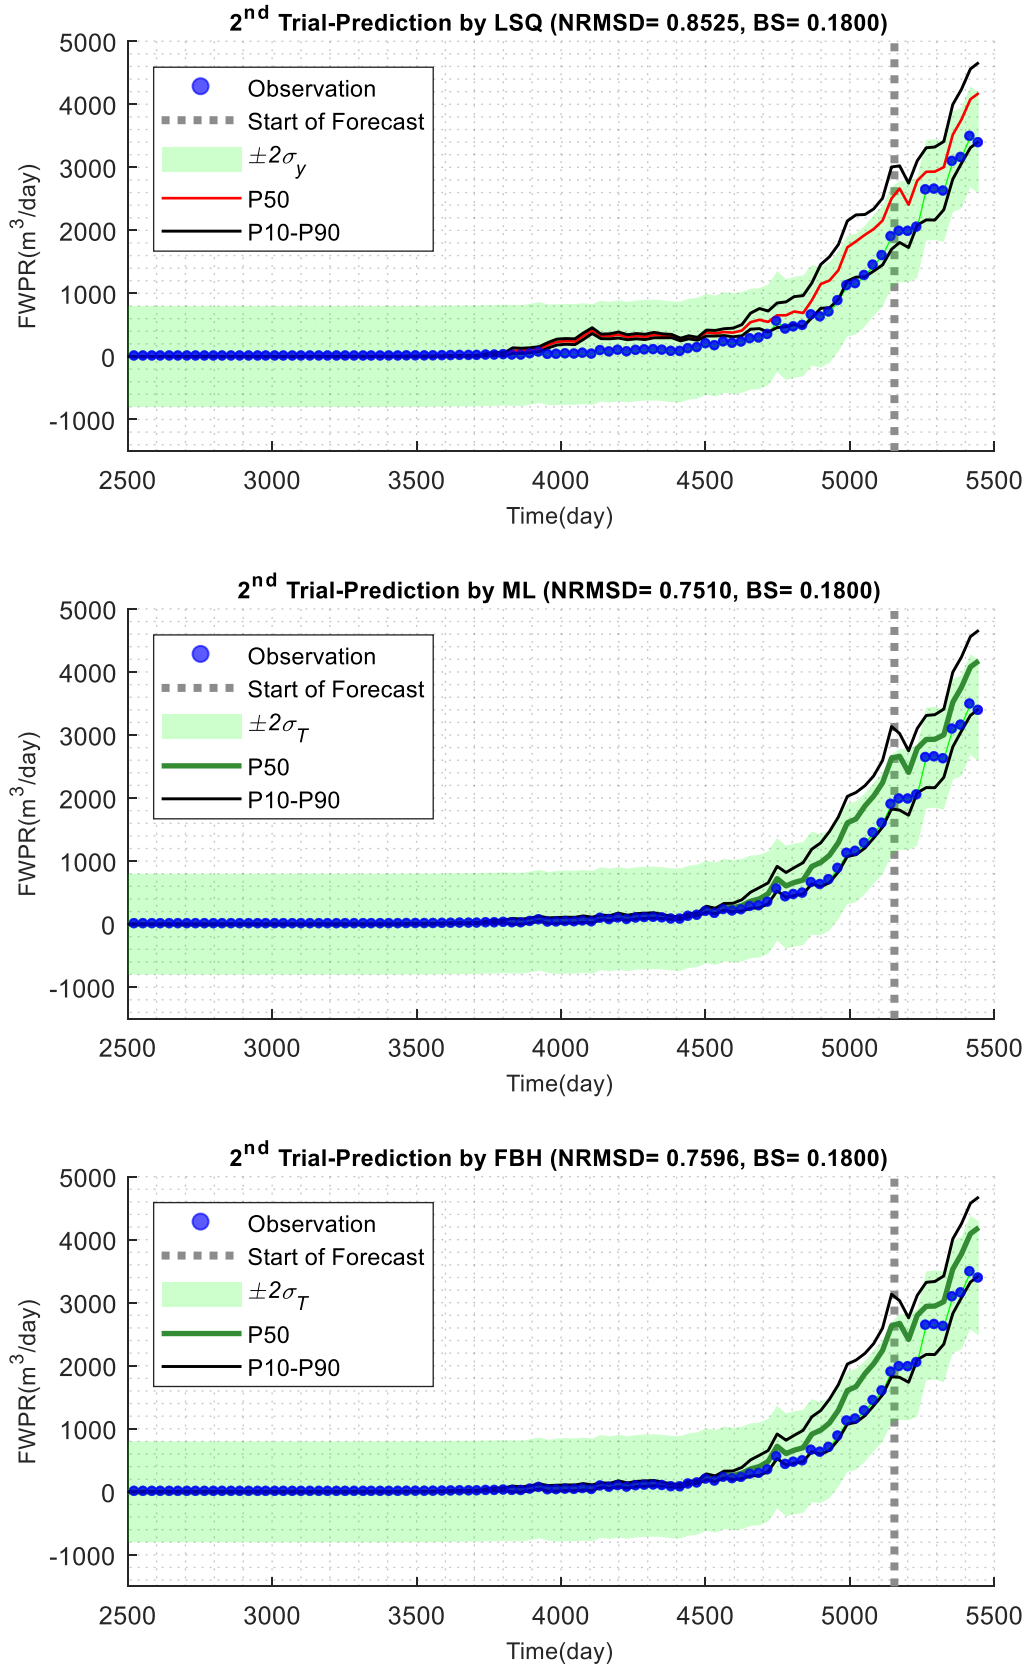 2nd Trial-Prediction by LSQ (NRMSD= 0.8525, BS= 0.1800)
5000
4000
3000
2000
1000
0
-1000
FWPR(m3/day)
Observation
Start of Forecast
±2σy
P50
P10-P90
2500 3000 3500 4000 4500 5000 5500
Time(day)
2nd Trial-Prediction by ML (NRMSD= 0.7510, BS= 0.1800)
5000
4000
3000
2000
1000
0
-1000
FWPR(m3/day)
Observation
Start of Forecast
±2σT
P50
P10-P90
2500 3000 3500 4000 4500 5000 5500
Time(day)
2nd Trial-Prediction by FBH (NRMSD= 0.7596, BS= 0.1800)
5000
4000
3000
2000
1000
0
-1000
FWPR(m3/day)
Observation
Start of Forecast
±2σT
P50
P10-P90
2500 3000 3500 4000 4500 5000 5500
Time(day)